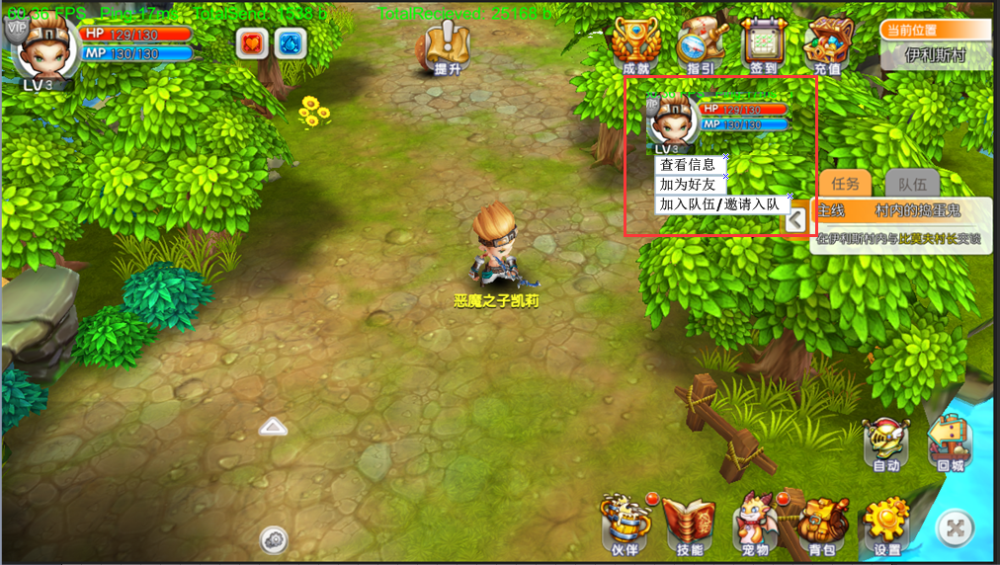 60.36 FPS Ping 17ms TotalSend: 1538 b TotalRecieved: 25168 b
VIP
HP 129/130
MP 130/130
LV3
提升
成就
指引
签到
充值
当前位置
伊利斯村
VIP
HP 129/130
MP 130/130
LV3
查看信息
加为好友
加入队伍/邀请入队
任务
队伍
主线 村内的捣蛋鬼
在伊利斯村内与比莫夫村长交谈
恶魔之子凯莉
自动
回城
伙伴
技能
宠物
背包
设置